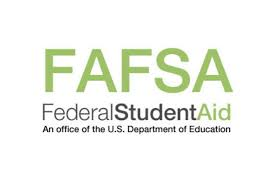 FAFSA
FederalStudentAid
An office of the U.S. Department of Education